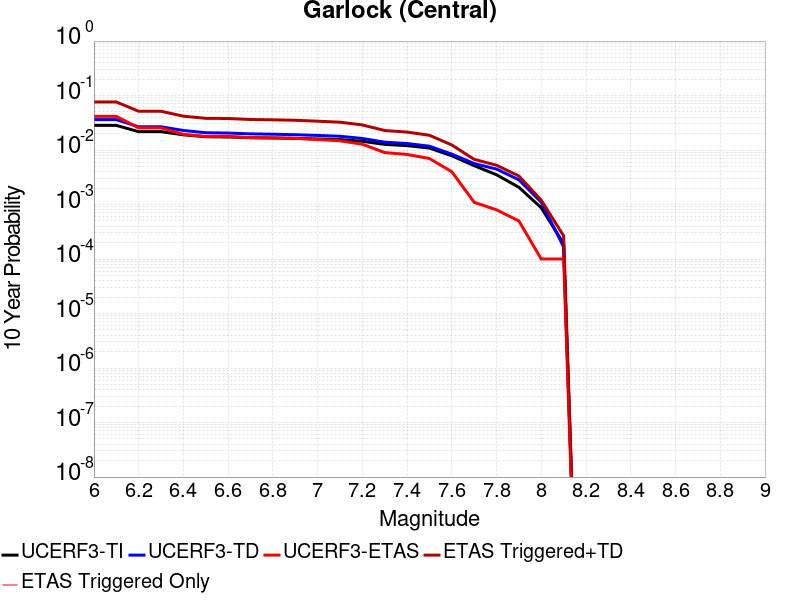 Garlock (Central)
10^0
10^-1
10^-2
10^-3
10^-4
10^-5
10^-6
10^-7
10^-8
10 Year Probability
6 6.2 6.4 6.6 6.8 7 7.2 7.4 7.6 7.8 8 8.2 8.4 8.6 8.8 9
Magnitude
UCERF3-TI UCERF3-TD UCERF3-ETAS ETAS Triggered+TD
ETAS Triggered Only